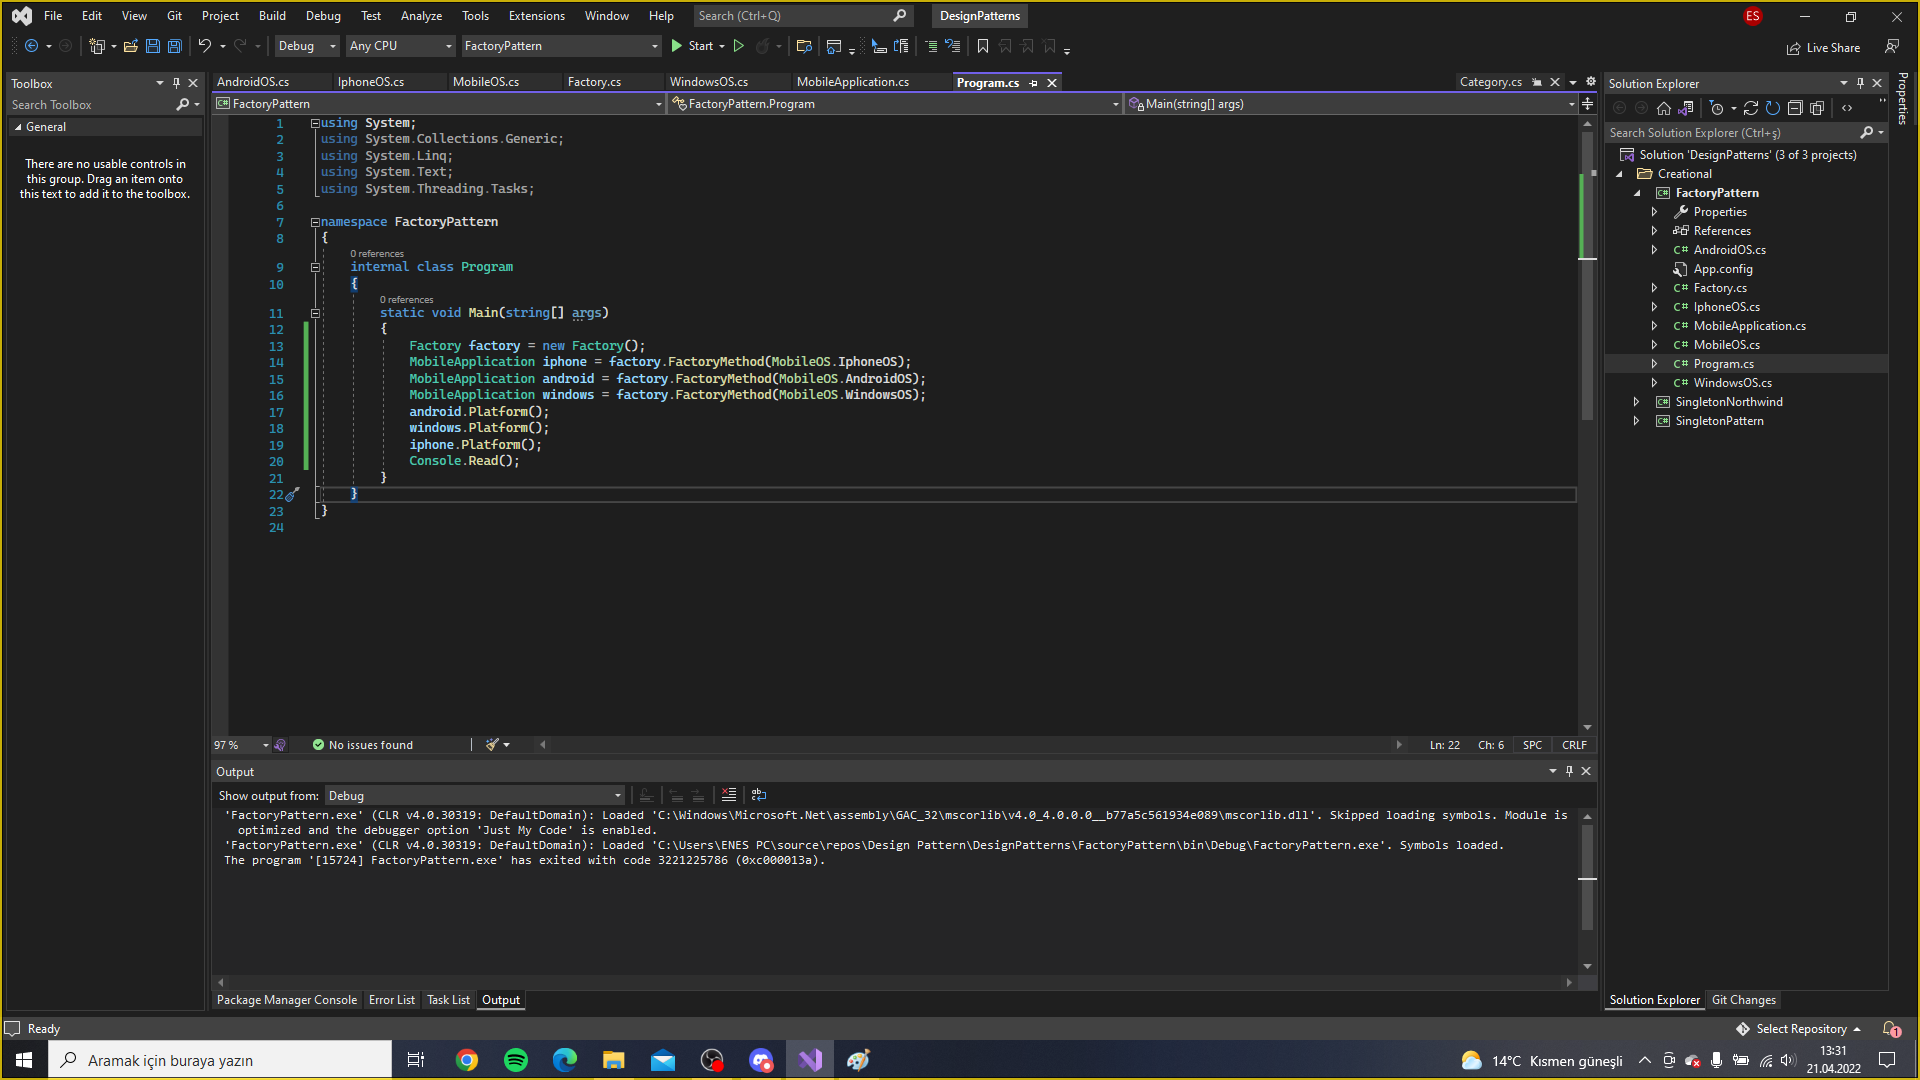 File Edit View Git Project Build Debug Test Analyze Tools Extensions Window Help Search (Ctrl+Q) DesignPatterns ES
Debug Any CPU FactoryPattern Start Live Share
Toolbox
Search Toolbox
General
There are no usable controls in
this group. Drag an item onto
this text to add it to the toolbox.
AndroidOS.cs IphoneOS.cs MobileOS.cs Factory.cs WindowsOS.cs MobileApplication.cs Program.cs Category.cs
FactoryPattern FactoryPattern.Program Main(string[] args)
1 using System;
2 using System.Collections.Generic;
3 using System.Linq;
4 using System.Text;
5 using System.Threading.Tasks;
6
7 namespace FactoryPattern
8 {
0 references
9 internal class Program
10 {
0 references
11 static void Main(string[] args)
12 {
13 Factory factory = new Factory();
14 MobileApplication iphone = factory.FactoryMethod(MobileOS.IphoneOS);
15 MobileApplication android = factory.FactoryMethod(MobileOS.AndroidOS);
16 MobileApplication windows = factory.FactoryMethod(MobileOS.WindowsOS);
17 android.Platform();
18 windows.Platform();
19 iphone.Platform();
20 Console.Read();
21 }
22 }
23 }
24
97 % No issues found Ln: 22 Ch: 6 SPC CRLF
Output
Show output from: Debug
'FactoryPattern.exe' (CLR v4.0.30319: DefaultDomain): Loaded 'C:\Windows\Microsoft.Net\assembly\GAC_32\mscorlib\v4.0_4.0.0.0__b77a5c561934e089\mscorlib.dll'. Skipped loading symbols. Module is
optimized and the debugger option 'Just My Code' is enabled.
'FactoryPattern.exe' (CLR v4.0.30319: DefaultDomain): Loaded 'C:\Users\ENES PC\source\repos\Design Pattern\DesignPatterns\FactoryPattern\bin\Debug\FactoryPattern.exe'. Symbols loaded.
The program '[15724] FactoryPattern.exe' has exited with code 3221225786 (0xc000013a).
Package Manager Console Error List Task List Output
Solution Explorer
Search Solution Explorer (Ctrl+ş)
Solution 'DesignPatterns' (3 of 3 projects)
Creational
FactoryPattern
Properties
References
C# AndroidOS.cs
App.config
C# Factory.cs
C# IphoneOS.cs
C# MobileApplication.cs
C# MobileOS.cs
C# Program.cs
C# WindowsOS.cs
SingletonNorthwind
SingletonPattern
Solution Explorer Git Changes
Properties
Ready Select Repository 1
Aramak için buraya yazın 14°C Kısmen güneşli 13:31
21.04.2022